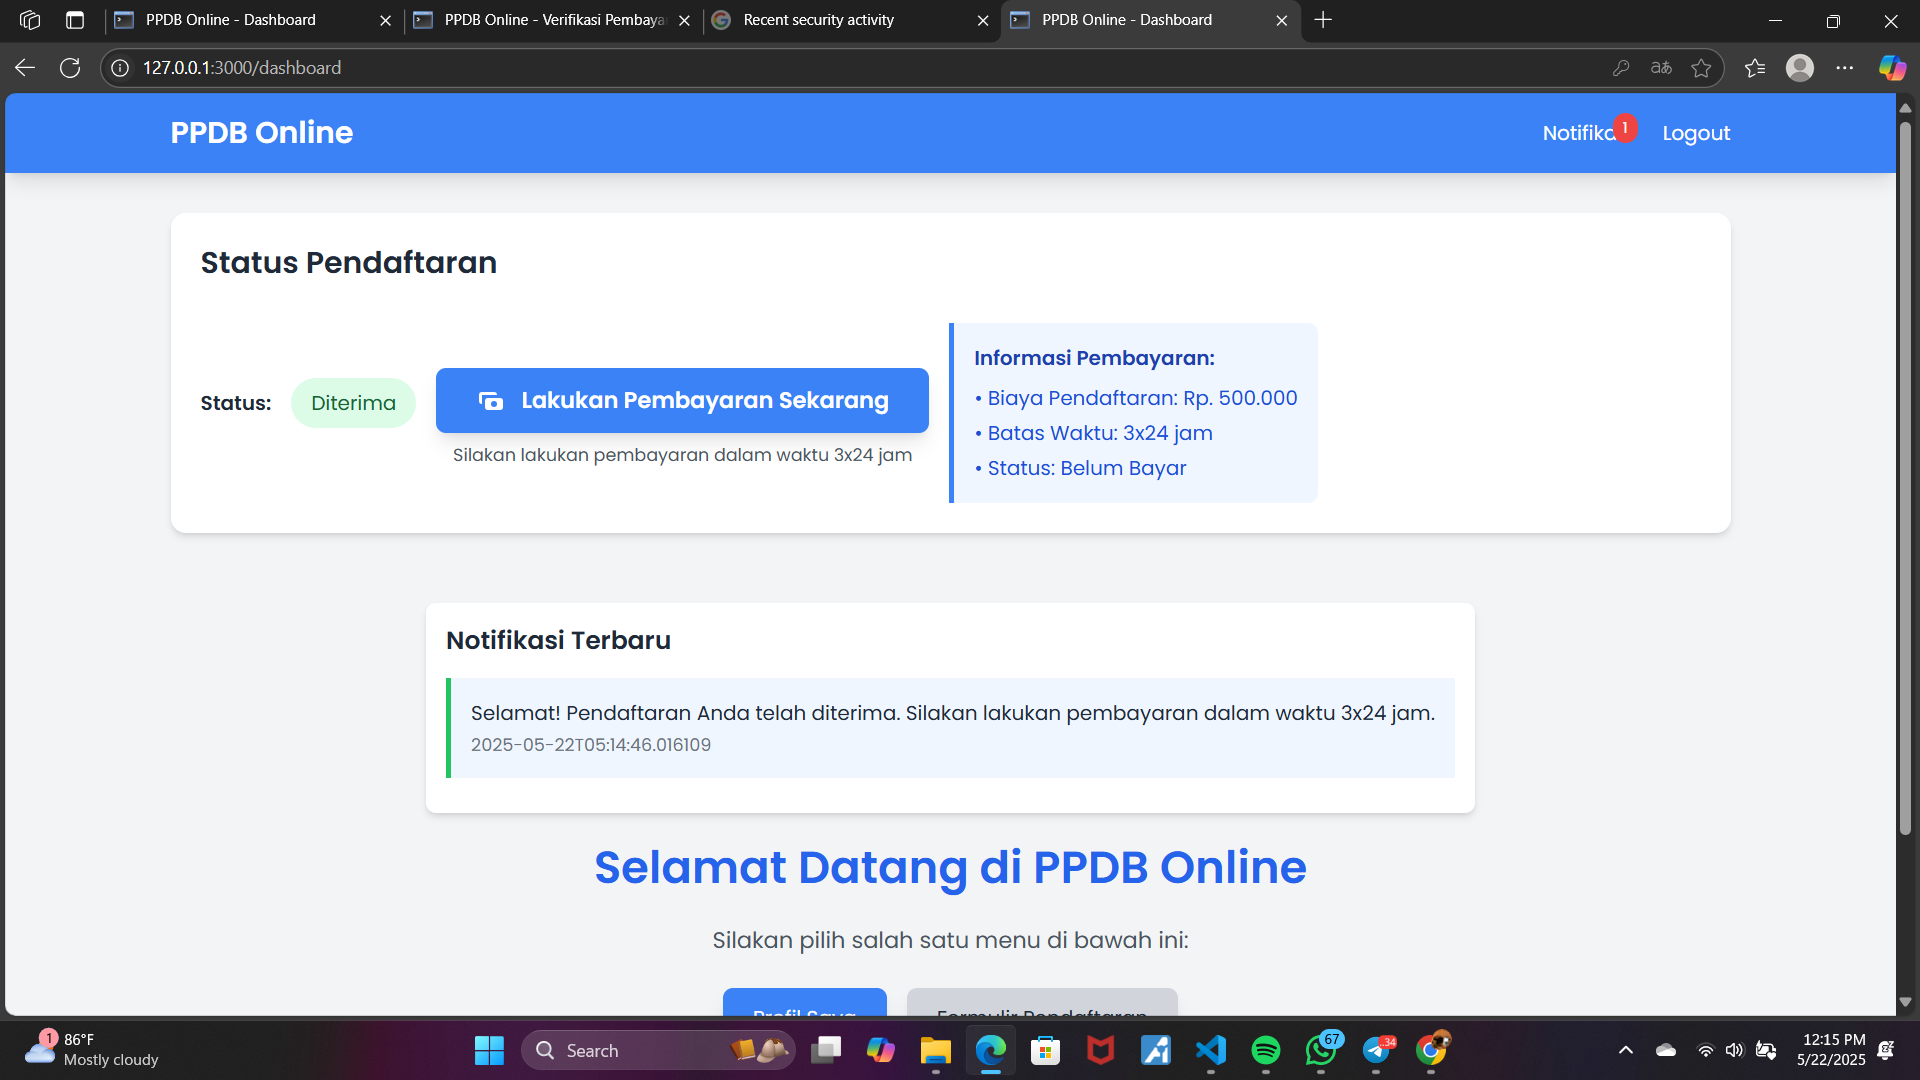 PPDB Online - Dashboard
PPDB Online - Verifikasi Pembaya
Recent security activity
PPDB Online - Dashboard
127.0.0.1:3000/dashboard
PPDB Online
Notifika
1
Logout
Status Pendaftaran
Status:
Diterima
Lakukan Pembayaran Sekarang
Silakan lakukan pembayaran dalam waktu 3x24 jam
Informasi Pembayaran:
• Biaya Pendaftaran: Rp. 500.000
• Batas Waktu: 3x24 jam
• Status: Belum Bayar
Notifikasi Terbaru
Selamat! Pendaftaran Anda telah diterima. Silakan lakukan pembayaran dalam waktu 3x24 jam.
2025-05-22T05:14:46.016109
Selamat Datang di PPDB Online
Silakan pilih salah satu menu di bawah ini:
Profil Saya
Formulir Pendaftaran
1
86°F
Mostly cloudy
Search
67
34
12:15 PM
5/22/2025